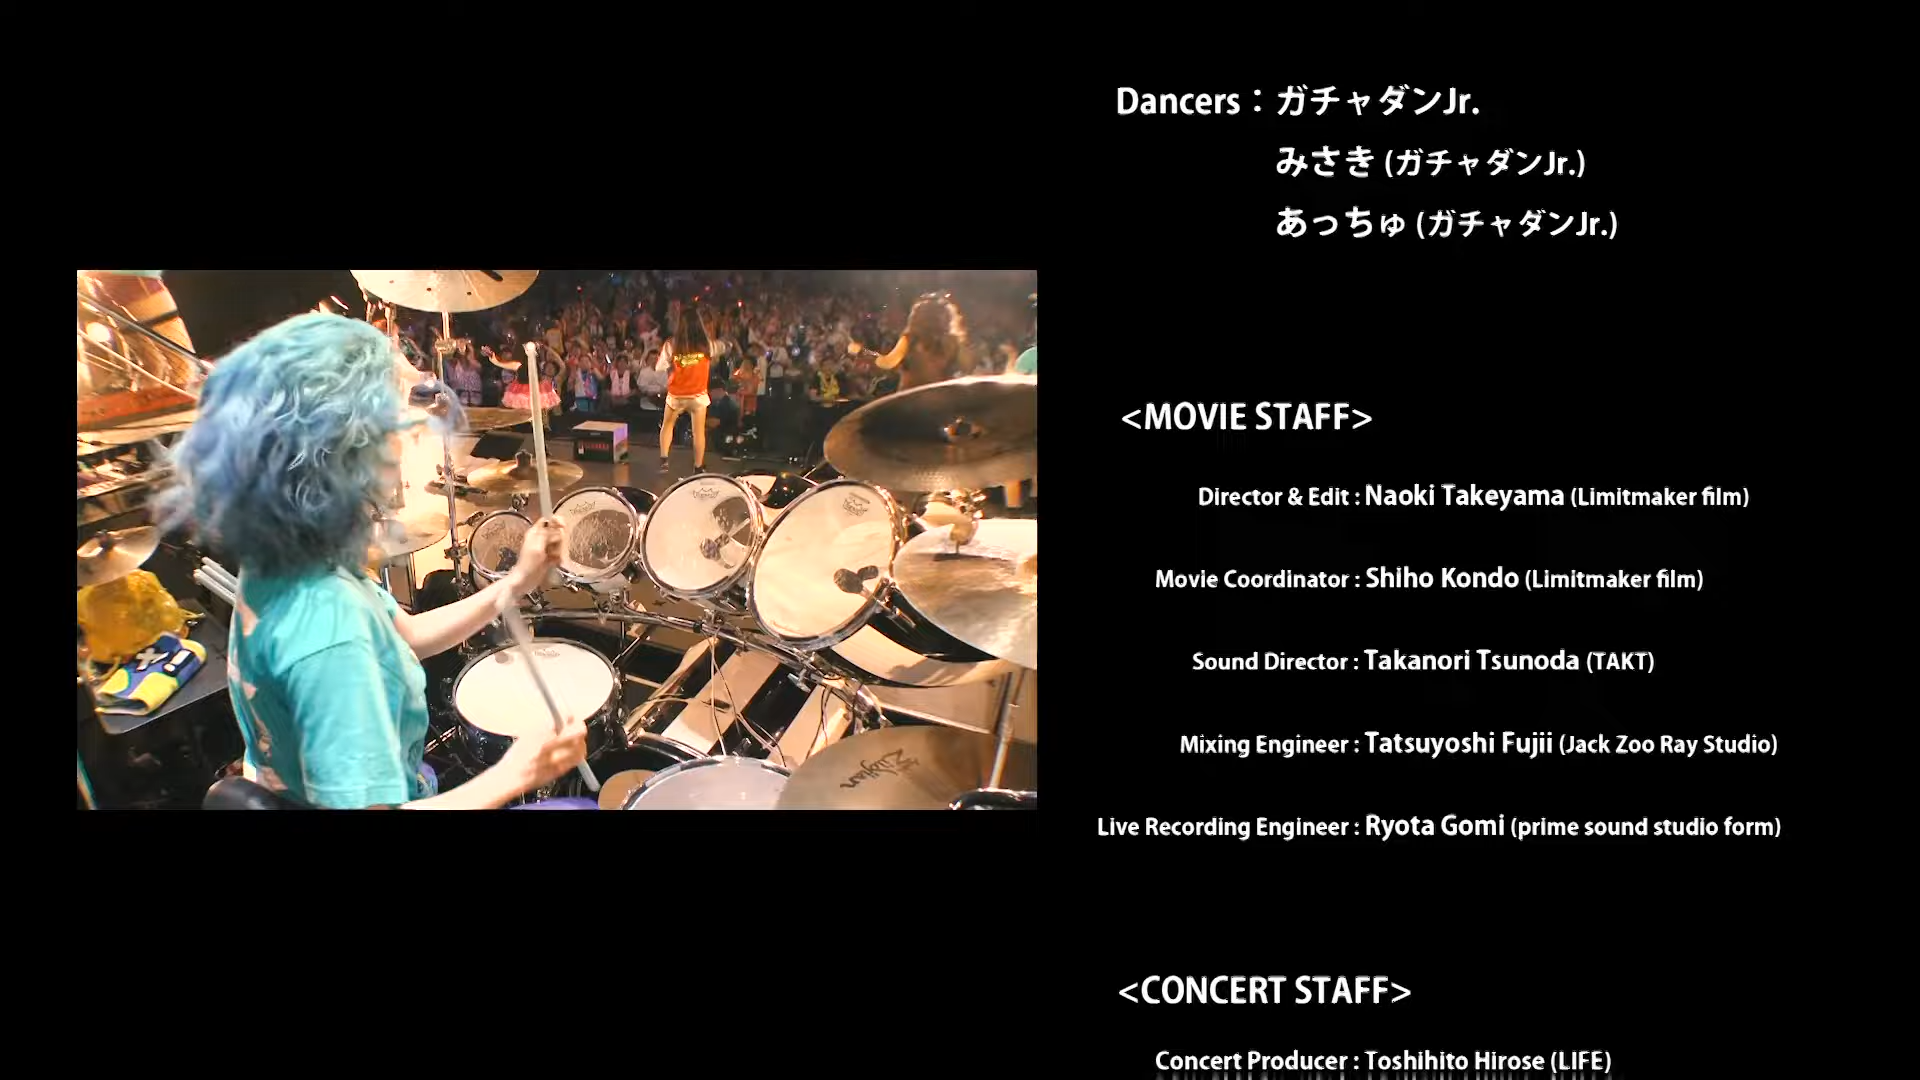 Dancers：ガチャダンJr.
みさき (ガチャダンJr.)
あっちゅ (ガチャダンJr.)
<MOVIE STAFF>
Director & Edit : Naoki Takeyama (Limitmaker film)
Movie Coordinator : Shiho Kondo (Limitmaker film)
Sound Director : Takanori Tsunoda (TAKT)
Mixing Engineer : Tatsuyoshi Fujii (Jack Zoo Ray Studio)
Live Recording Engineer : Ryota Gomi (prime sound studio form)
<CONCERT STAFF>
Concert Producer : Toshihito Hirose (LIFE)
Zildjian